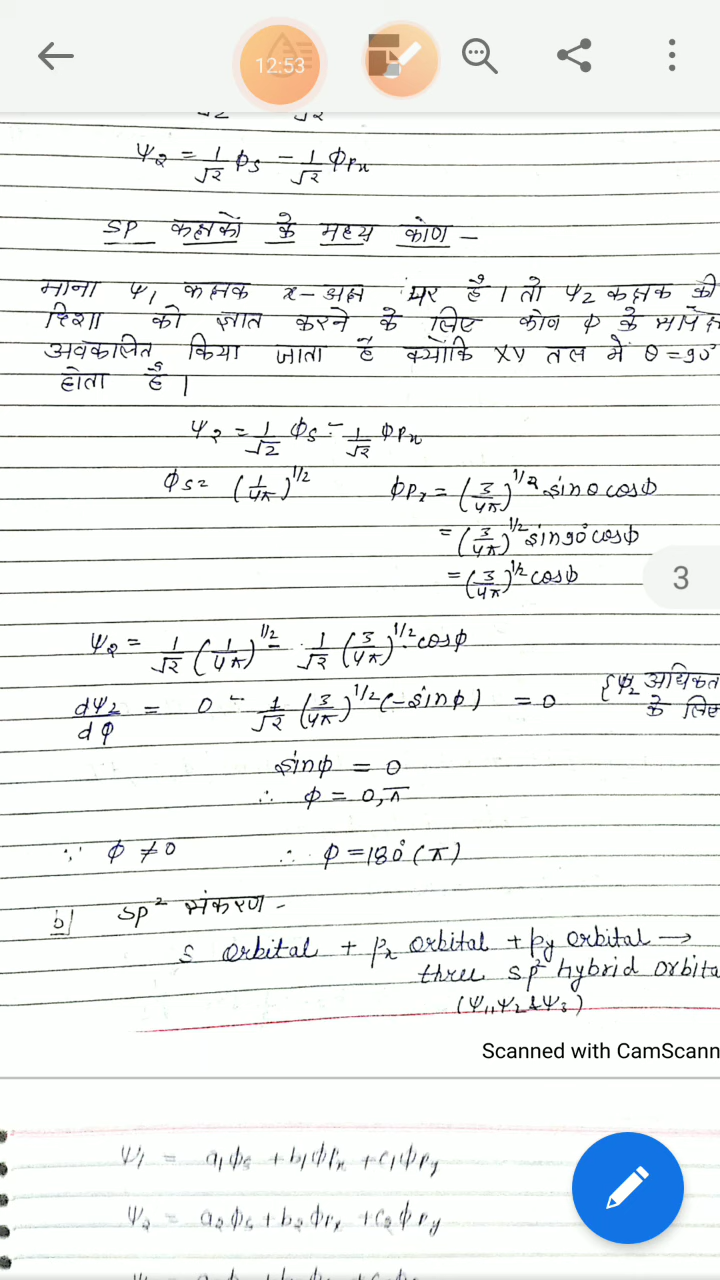 12:53
ψ₂ = 1/√2 ϕs − 1/√2 ϕPx
SP कक्षकों के मध्य कोण –
माना ψ₁ कक्षक x-अक्ष पर है। तो ψ₂ कक्षक की
दिशा को ज्ञात करने के लिए कोण ϕ के सापेक्ष
अवकलित किया जाता है क्योंकि XY तल में θ = 90°
होता है।
ψ₂ = 1/√2 ϕs − 1/√2 ϕPx
ϕs = (1/4π)^1/2 ϕPx = (3/4π)^1/2 sinθ cosϕ
= (3/4π)^1/2 sin90° cosϕ
= (3/4π)^1/2 cosϕ
3
ψ₂ = 1/√2 (1/4π)^1/2 − 1/√2 (3/4π)^1/2 cosϕ
dψ₂/dϕ = 0 − 1/√2 (3/4π)^1/2 (−sinϕ) = 0 {ψ₂ अधिकत
के लिए
sinϕ = 0
∴ ϕ = 0, π
∵ ϕ ≠ 0 ∴ ϕ = 180° (π)
b) sp² संकरण -
s orbital + px orbital + py orbital →
three sp² hybrid orbita
(ψ₁, ψ₂ & ψ₃)
Scanned with CamScann
ψ₁ = a₁ϕs + b₁ϕPx + c₁ϕPy
ψ₂ = a₂ϕs + b₂ϕPx + c₂ϕPy